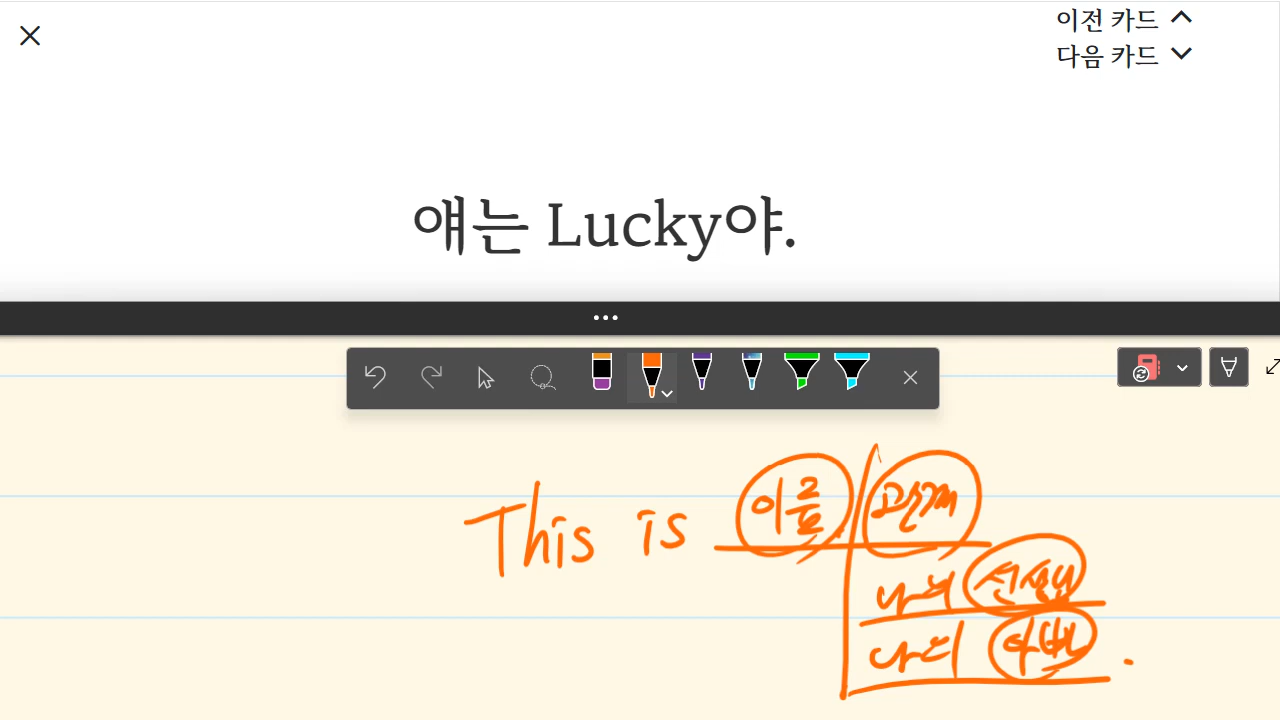 이전 카드
다음 카드
얘는 Lucky야.
This is 이름 관계
나의 선생님
나의 아빠.